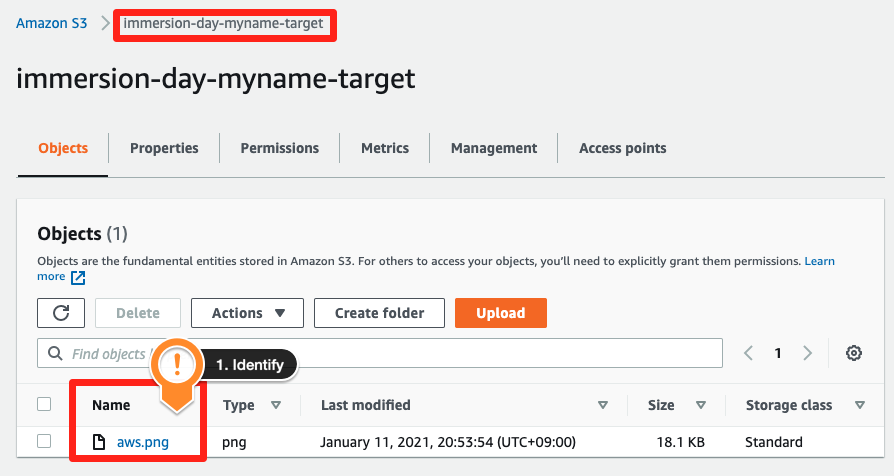 Amazon S3 > immersion-day-myname-target
immersion-day-myname-target
Objects Properties Permissions Metrics Management Access points
Objects (1)
Objects are the fundamental entities stored in Amazon S3. For others to access your objects, you'll need to explicitly grant them permissions. Learn
more
Delete Actions Create folder Upload
Find objects 1
! 1. Identify
Name Type Last modified Size Storage class
aws.png png January 11, 2021, 20:53:54 (UTC+09:00) 18.1 KB Standard